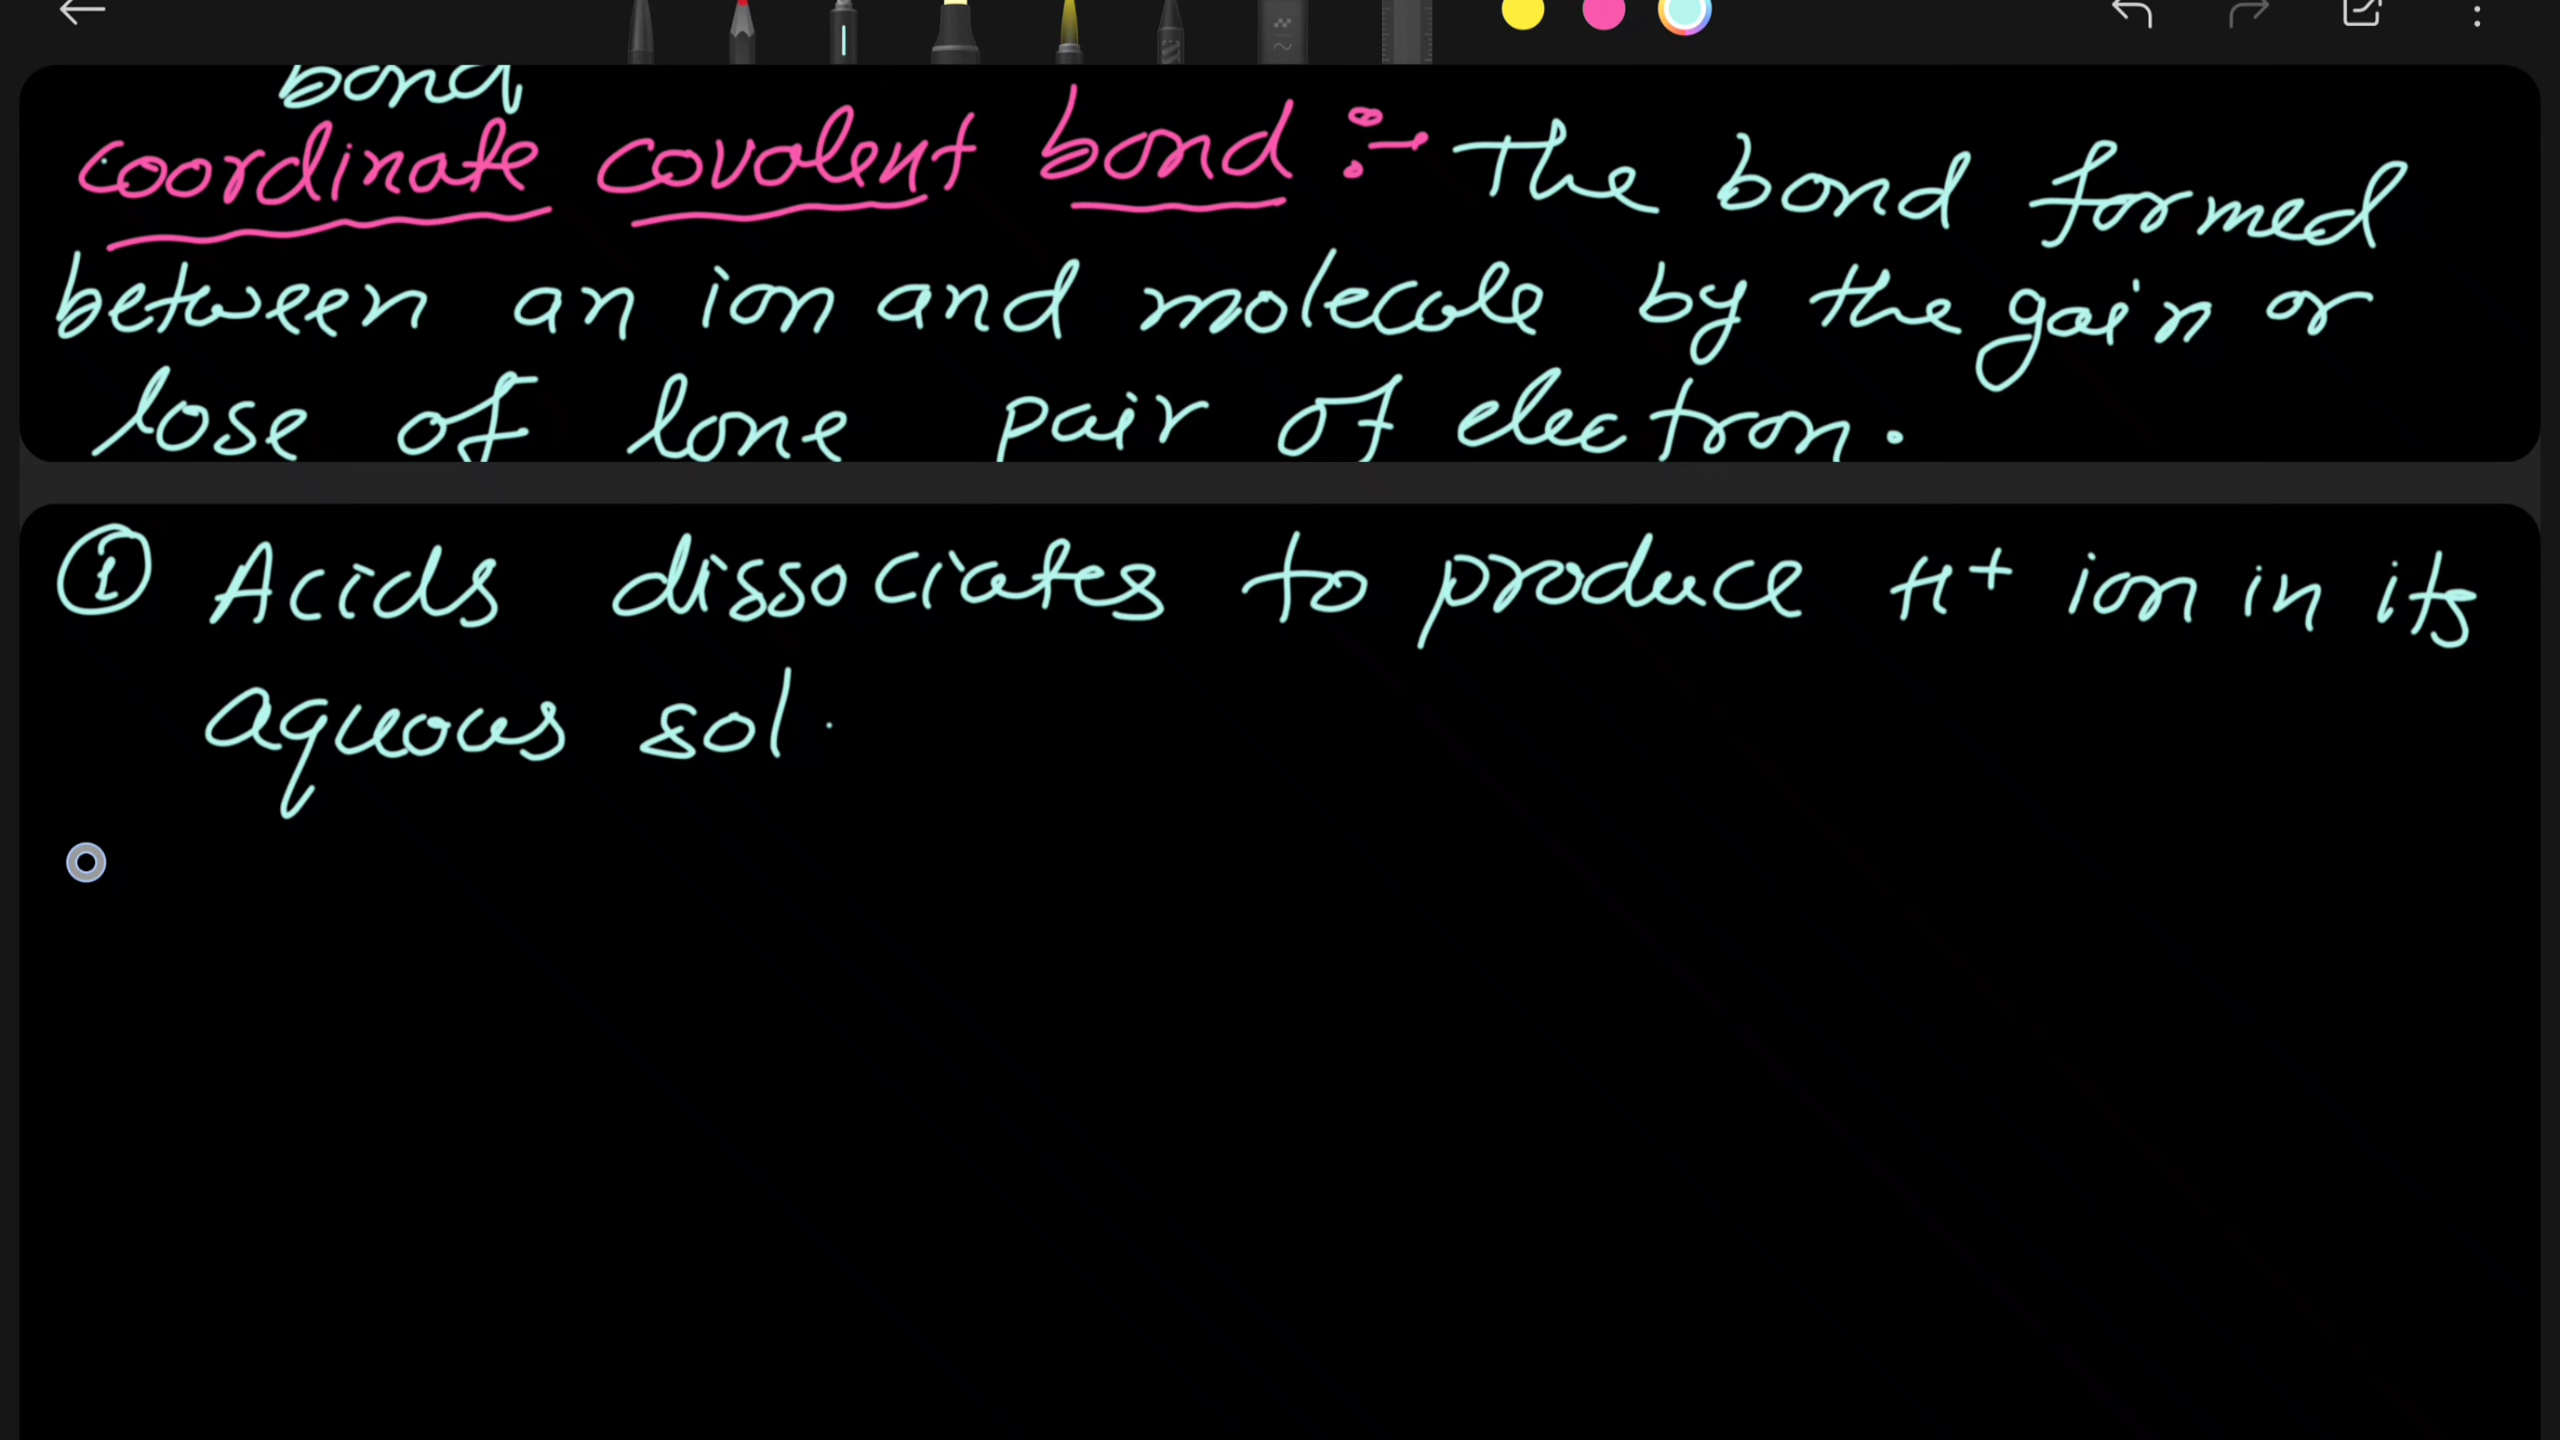 bond
coordinate covalent bond :- The bond formed
between an ion and molecule by the gain or
lose of lone pair of electron.
① Acids dissociates to produce H+ ion in its
aqueous sol.